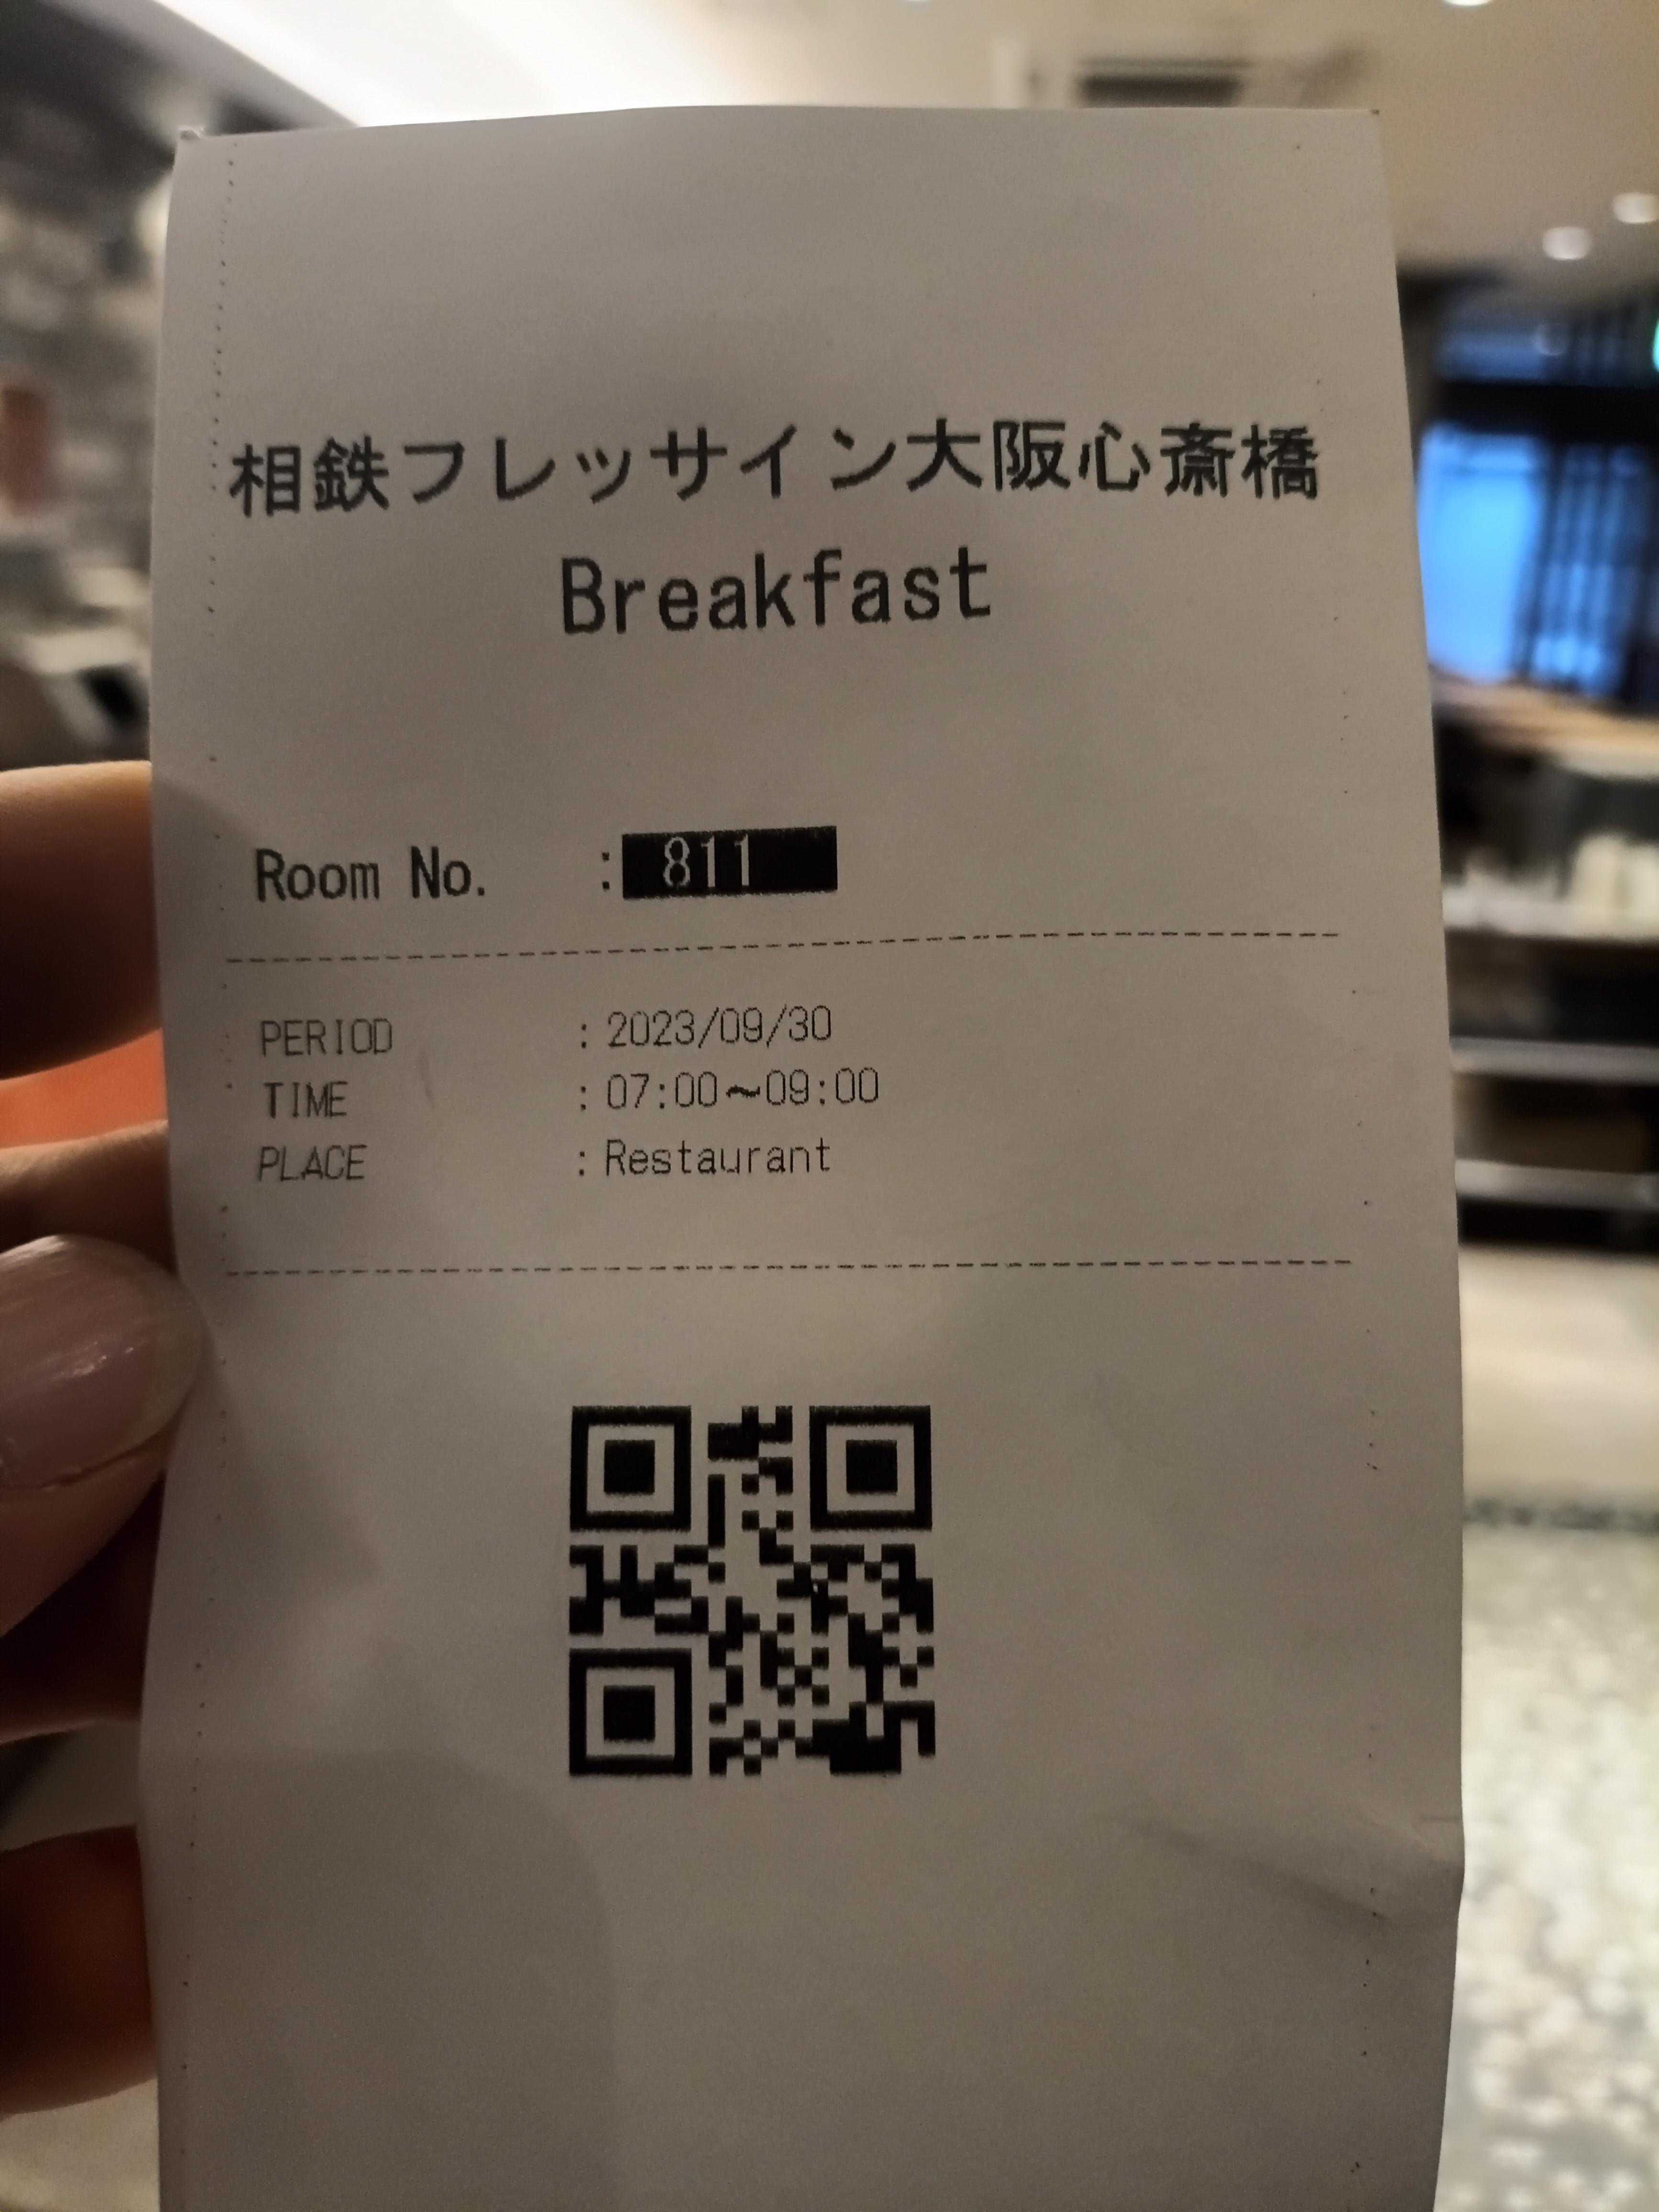 相鉄フレッサイン大阪心斎橋
Breakfast
Room No. : 811
PERIOD : 2023/09/30
TIME : 07:00~09:00
PLACE : Restaurant